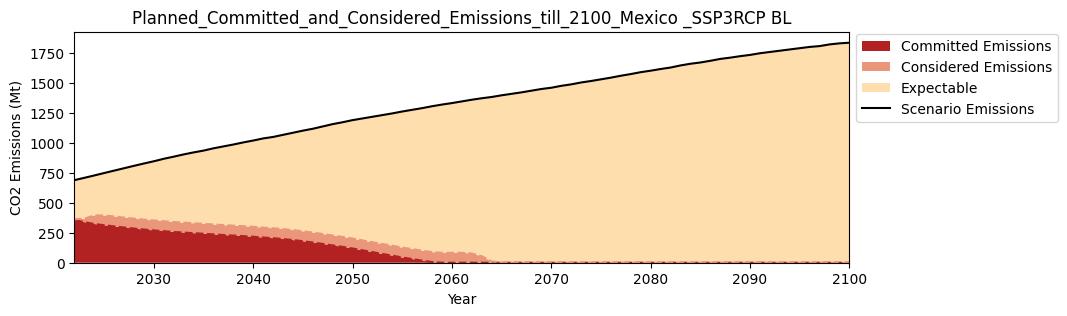 Planned_Committed_and_Considered_Emissions_till_2100_Mexico _SSP3RCP BL
Committed Emissions
Considered Emissions
Expectable
Scenario Emissions
CO2 Emissions (Mt)
1750
1500
1250
1000
750
500
250
0
2030 2040 2050 2060 2070 2080 2090 2100
Year